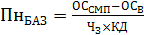 Пн_БАЗ = (ОС_СМП − ОС_В) / (Ч_З × КД)